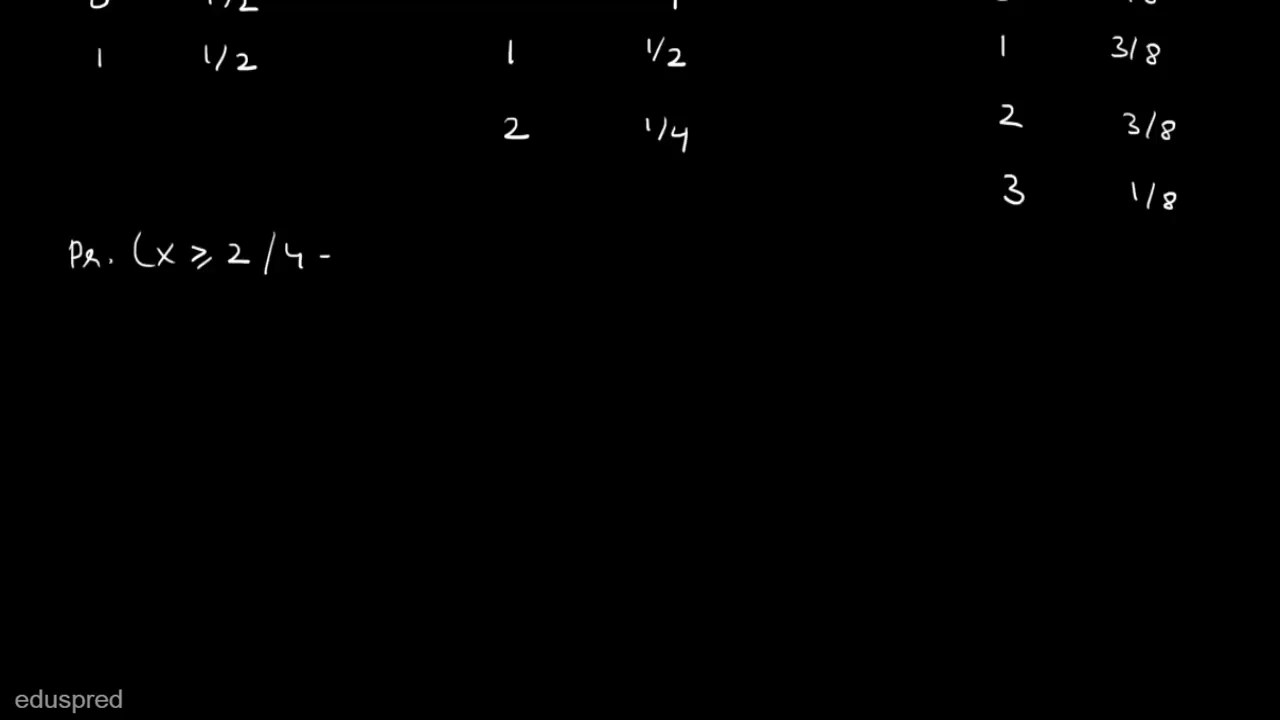 1 1/2 1 1/2 1 3/8
2 1/4 2 3/8
3 1/8
Pr. (x ≥ 2 / 4 -
eduspred